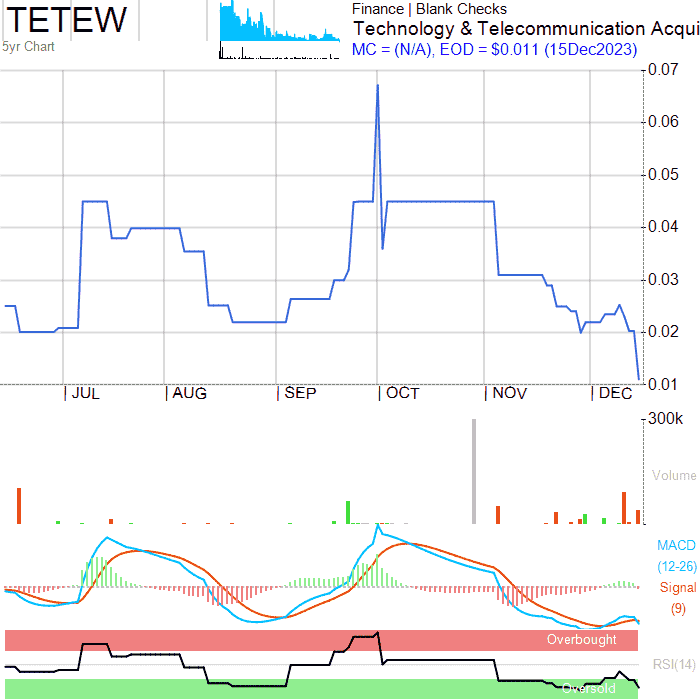 TETEW
5yr Chart
Finance | Blank Checks
Technology & Telecommunication Acqui
MC = (N/A), EOD = $0.011 (15Dec2023)
0.07
0.06
0.05
0.04
0.03
0.02
0.01
| JUL | AUG | SEP | OCT | NOV | DEC
300k
Volume
MACD
(12-26)
Signal
(9)
Overbought
RSI(14)
Oversold